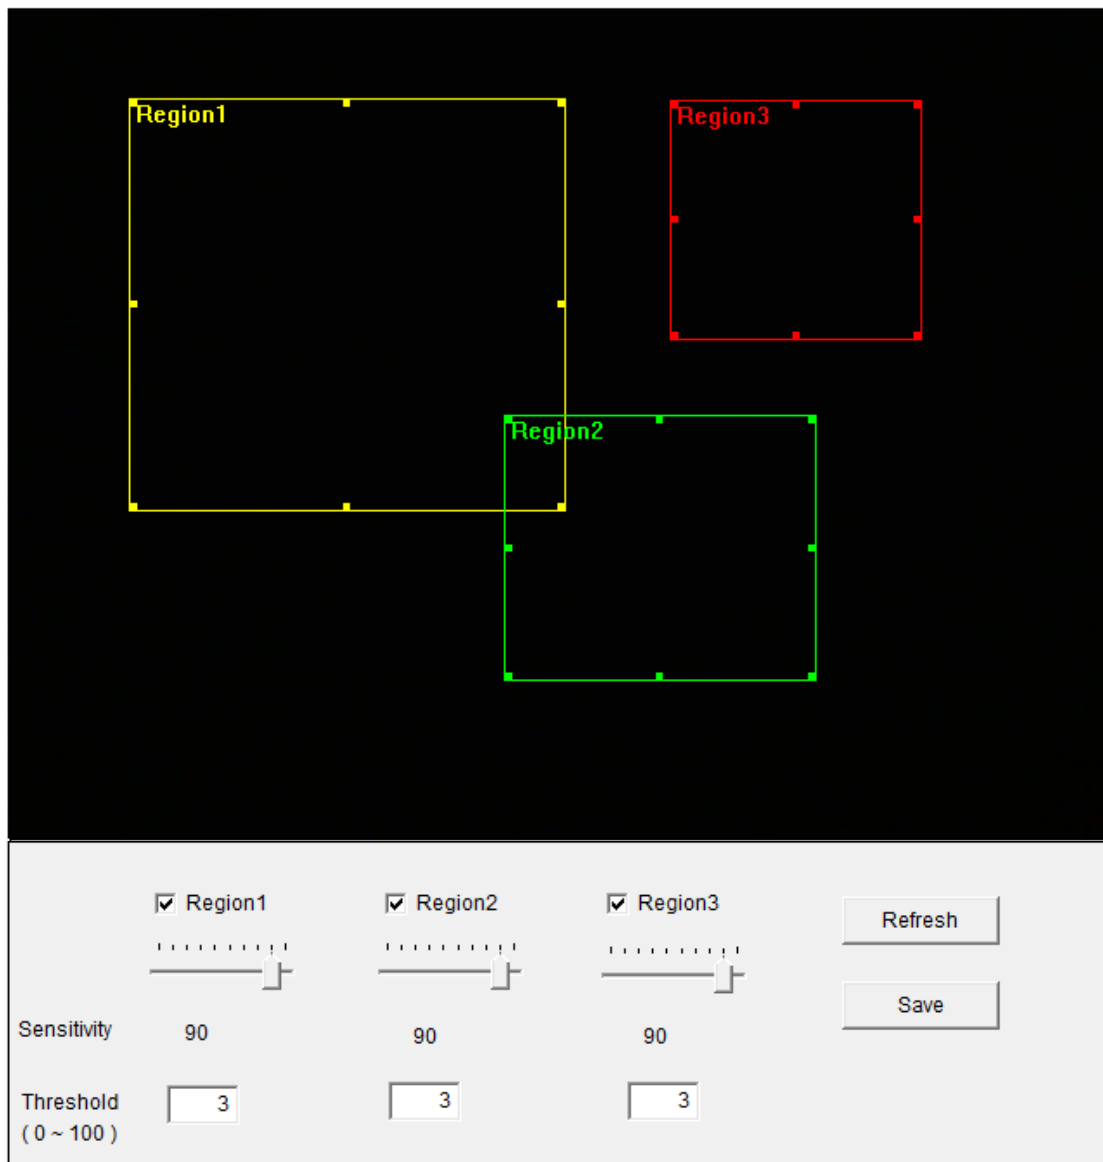 Region1
Region3
Region2
Region1 Region2 Region3
Refresh
Save
Sensitivity 90 90 90
Threshold 3 3 3
( 0 ~ 100 )